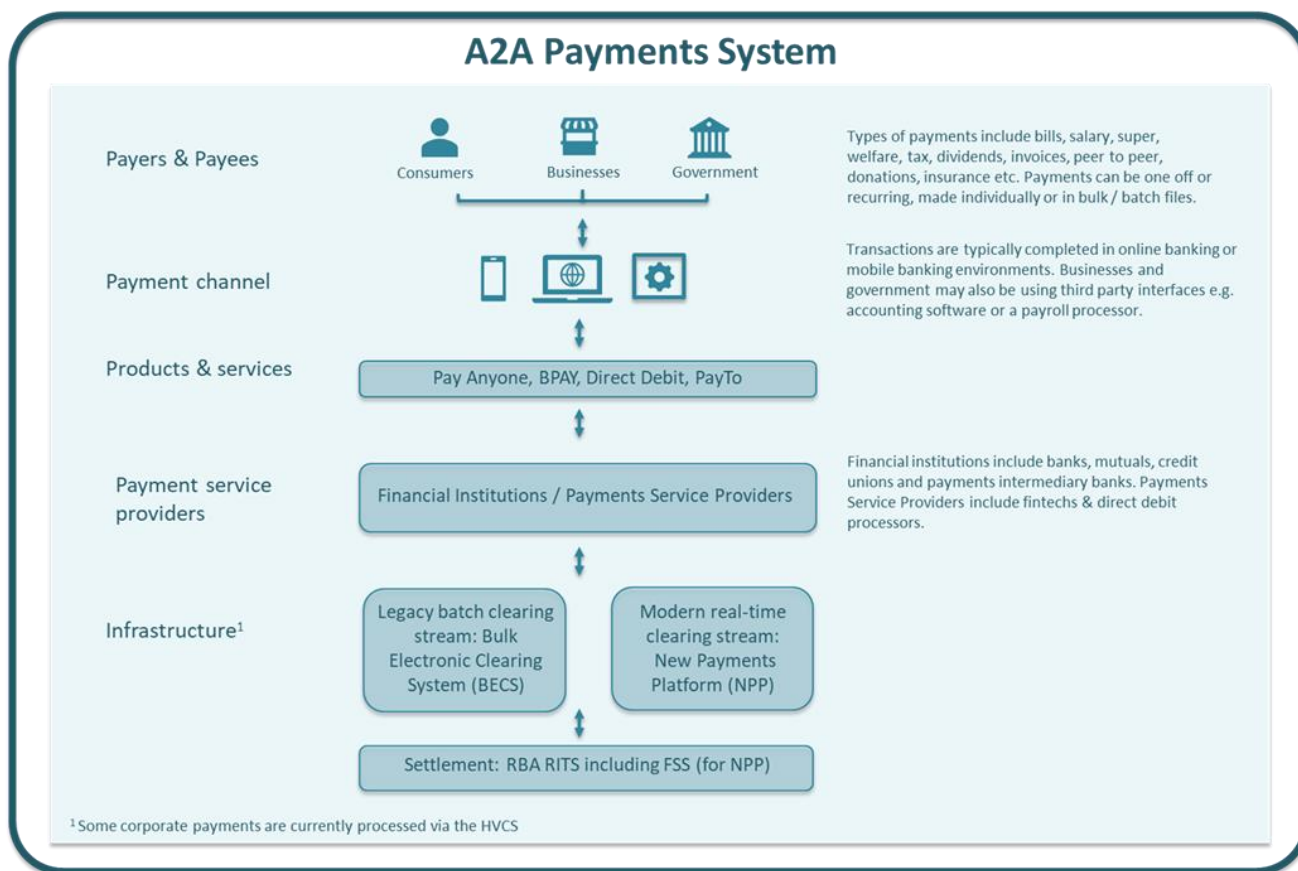 A2A Payments System
Payers & Payees
Consumers
Businesses
Government
Types of payments include bills, salary, super,
welfare, tax, dividends, invoices, peer to peer,
donations, insurance etc. Payments can be one off or
recurring, made individually or in bulk / batch files.
Payment channel
Transactions are typically completed in online banking or
mobile banking environments. Businesses and
government may also be using third party interfaces e.g.
accounting software or a payroll processor.
Products & services
Pay Anyone, BPAY, Direct Debit, PayTo
Payment service
providers
Financial Institutions / Payments Service Providers
Financial institutions include banks, mutuals, credit
unions and payments intermediary banks. Payments
Service Providers include fintechs & direct debit
processors.
Infrastructure¹
Legacy batch clearing
stream: Bulk
Electronic Clearing
System (BECS)
Modern real-time
clearing stream:
New Payments
Platform (NPP)
Settlement: RBA RITS including FSS (for NPP)
¹ Some corporate payments are currently processed via the HVCS